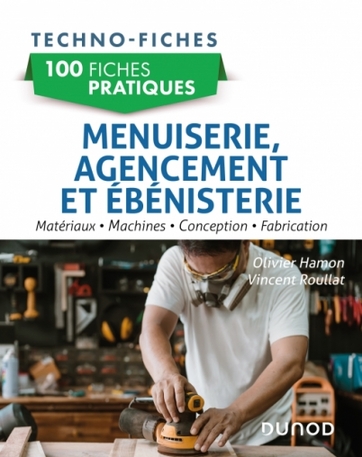 TECHNO-FICHES
100 FICHES
PRATIQUES
MENUISERIE,
AGENCEMENT
ET ÉBÉNISTERIE
Matériaux • Machines • Conception • Fabrication
Olivier Hamon
Vincent Roullat
DUNOD